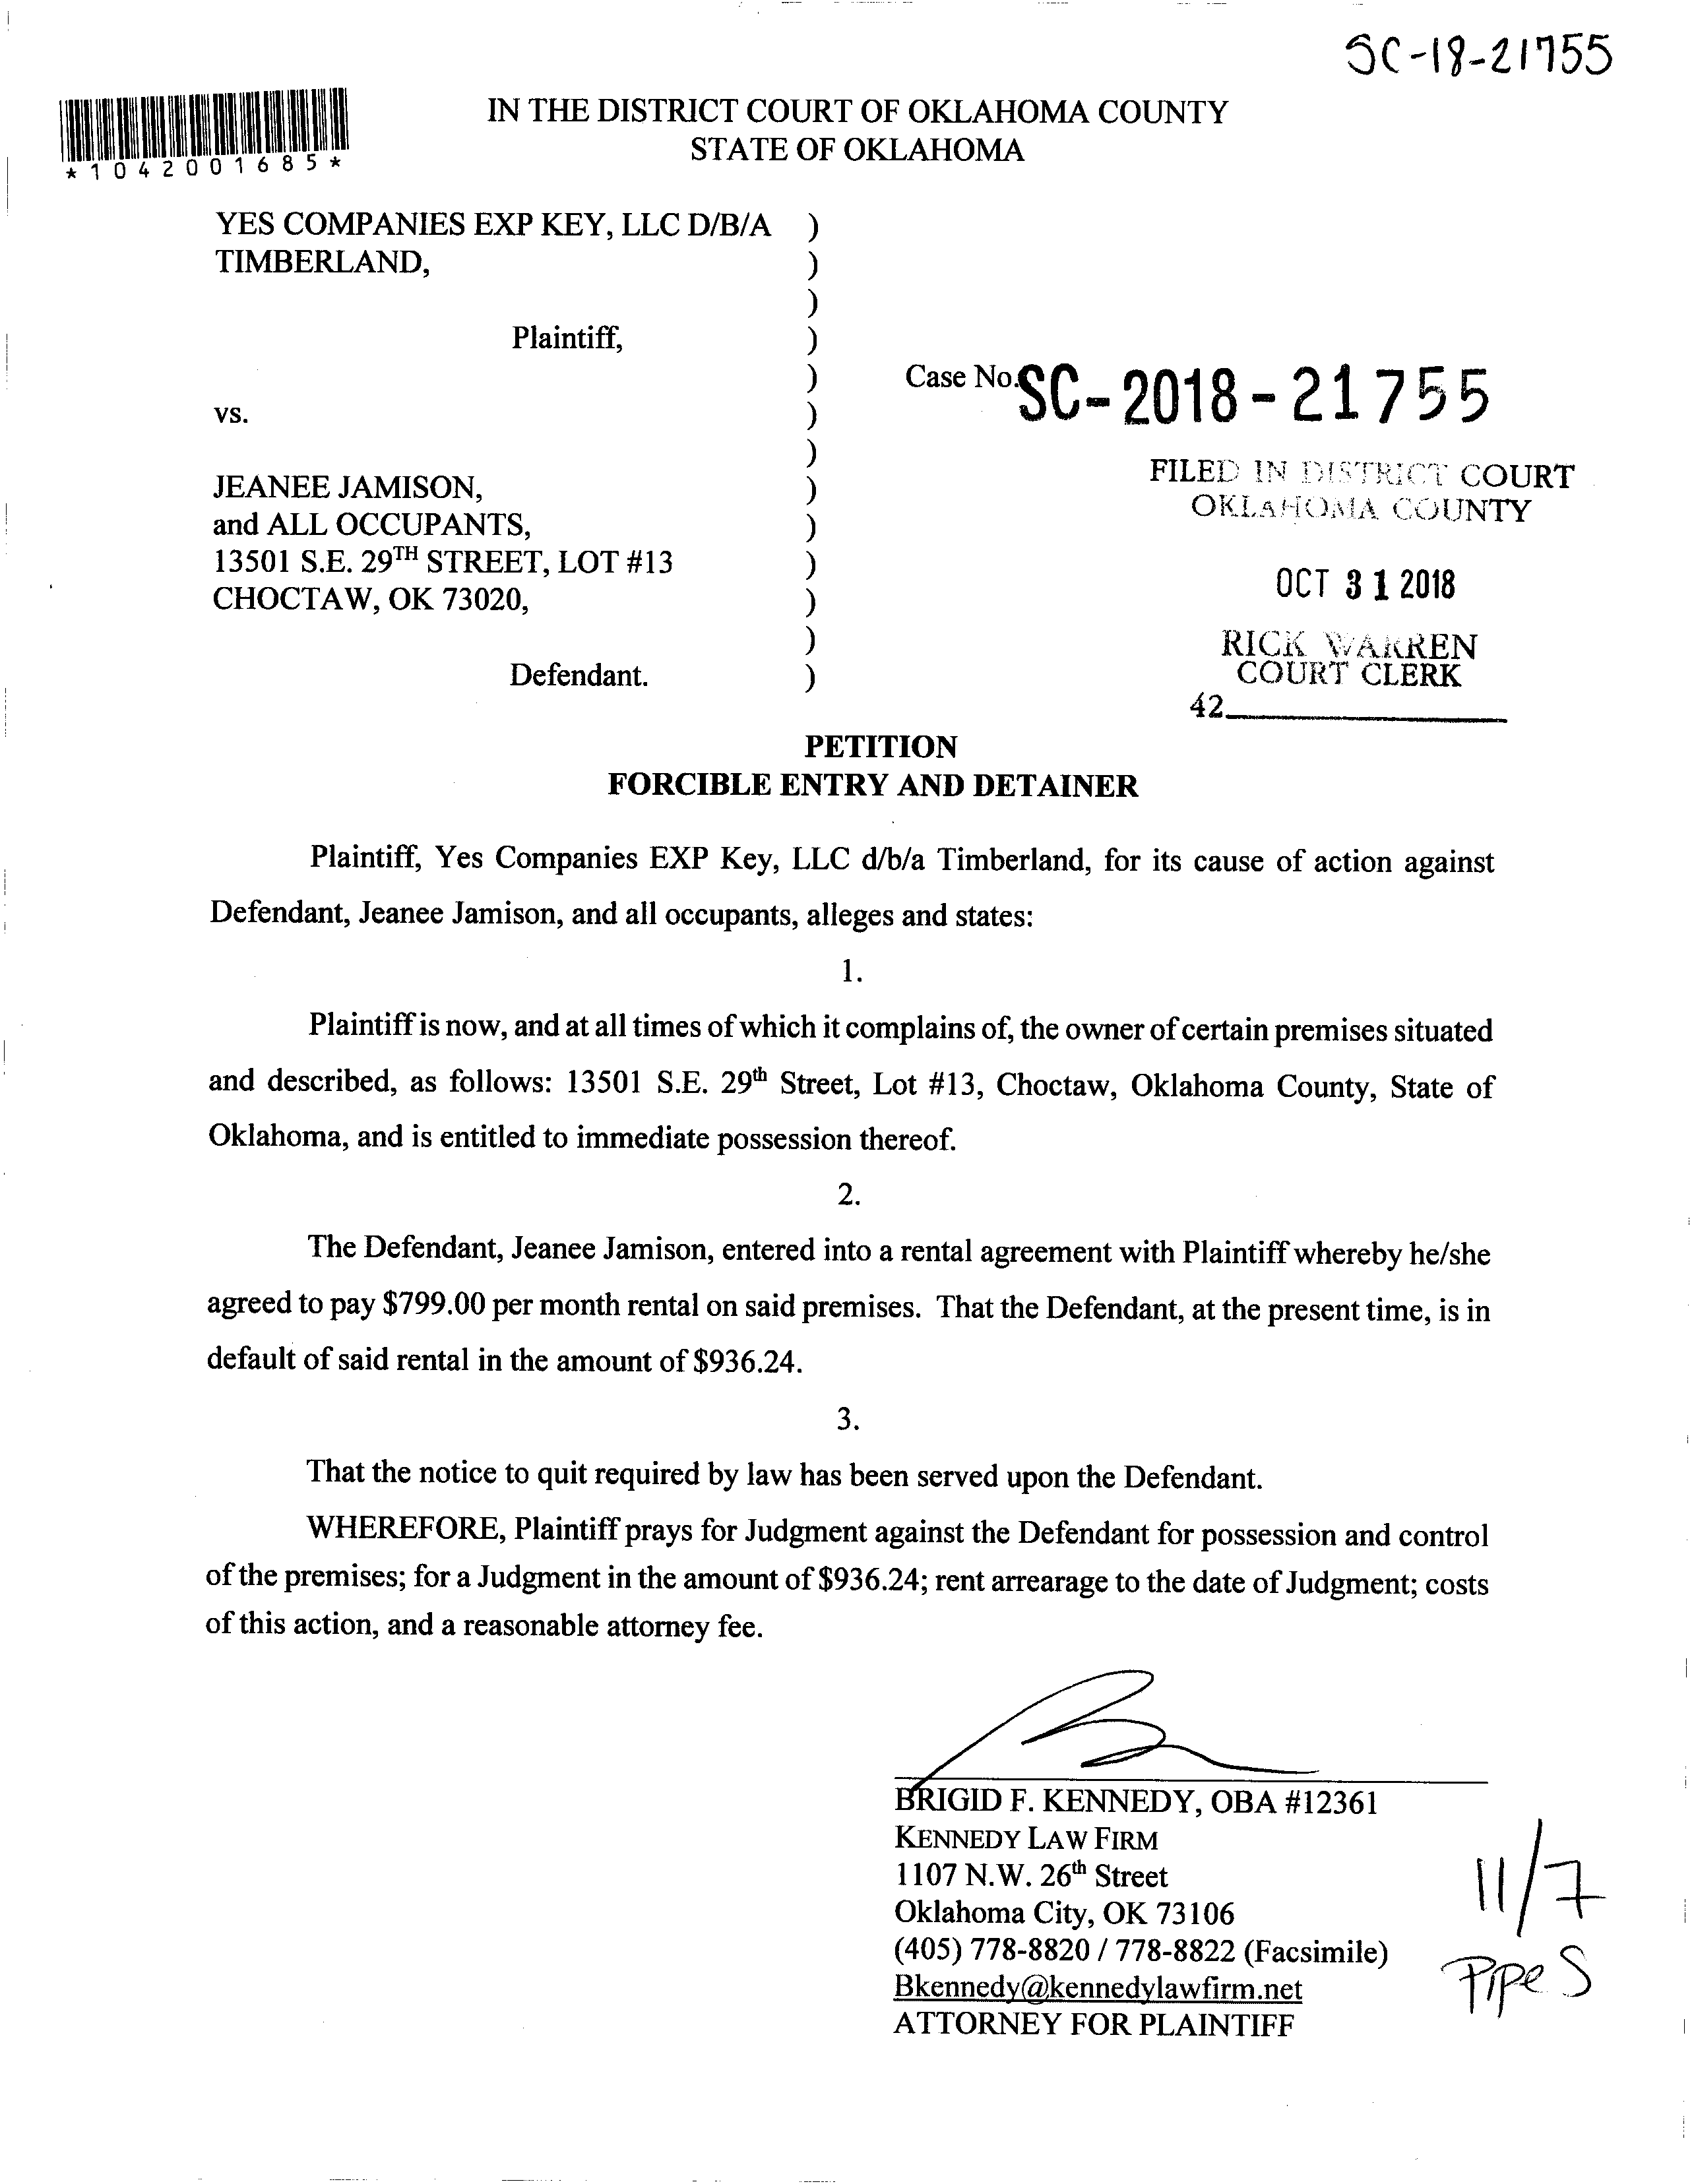 SC-18-21755
*1042001685*
IN THE DISTRICT COURT OF OKLAHOMA COUNTY
STATE OF OKLAHOMA
YES COMPANIES EXP KEY, LLC D/B/A )
TIMBERLAND, )
)
Plaintiff, )
)
Case No. SC-2018-21755
vs. )
)
FILED IN DISTRICT COURT
OKLAHOMA COUNTY
JEANEE JAMISON, )
and ALL OCCUPANTS, )
13501 S.E. 29TH STREET, LOT #13 )
CHOCTAW, OK 73020, )
)
Defendant. )
OCT 31 2018
RICK WARREN
COURT CLERK
42
PETITION
FORCIBLE ENTRY AND DETAINER
Plaintiff, Yes Companies EXP Key, LLC d/b/a Timberland, for its cause of action against
Defendant, Jeanee Jamison, and all occupants, alleges and states:
1.
Plaintiff is now, and at all times of which it complains of, the owner of certain premises situated
and described, as follows: 13501 S.E. 29th Street, Lot #13, Choctaw, Oklahoma County, State of
Oklahoma, and is entitled to immediate possession thereof.
2.
The Defendant, Jeanee Jamison, entered into a rental agreement with Plaintiff whereby he/she
agreed to pay $799.00 per month rental on said premises. That the Defendant, at the present time, is in
default of said rental in the amount of $936.24.
3.
That the notice to quit required by law has been served upon the Defendant.
WHEREFORE, Plaintiff prays for Judgment against the Defendant for possession and control
of the premises; for a Judgment in the amount of $936.24; rent arrearage to the date of Judgment; costs
of this action, and a reasonable attorney fee.
BRIGID F. KENNEDY, OBA #12361
KENNEDY LAW FIRM
1107 N.W. 26th Street
Oklahoma City, OK 73106
(405) 778-8820 / 778-8822 (Facsimile)
Bkennedy@kennedylawfirm.net
ATTORNEY FOR PLAINTIFF
11/7
PipeS